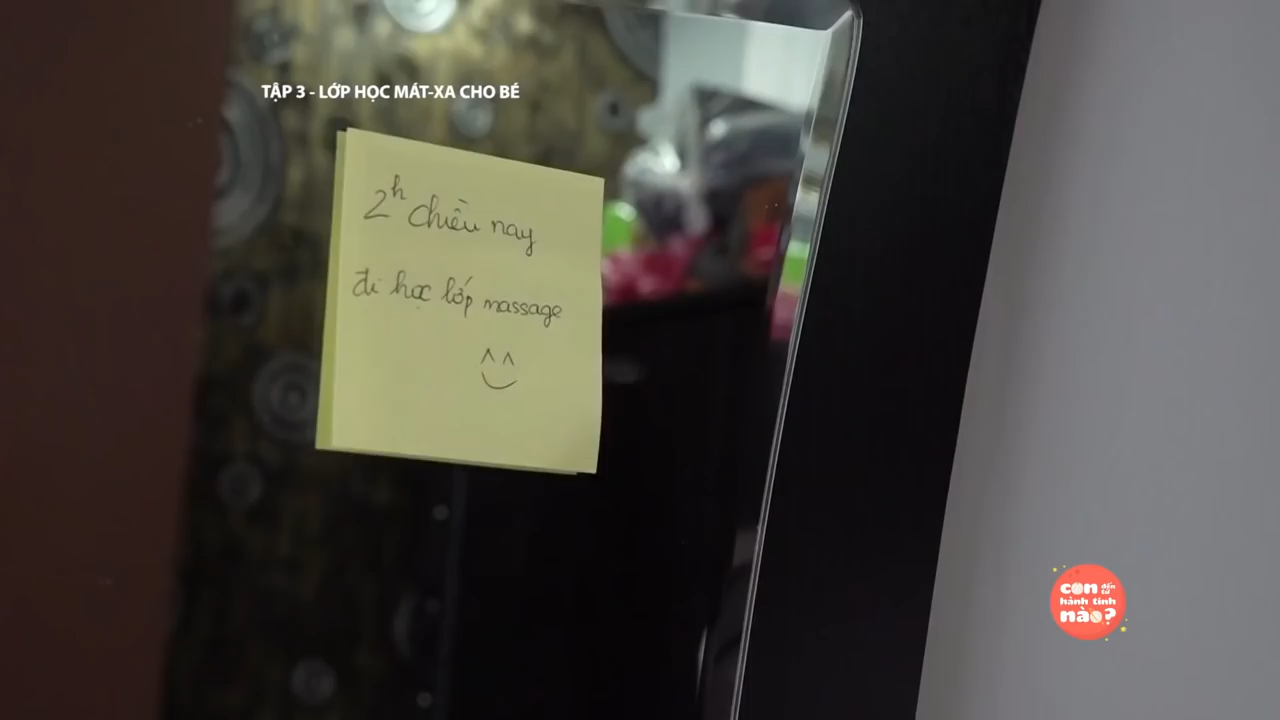 TẬP 3 - LỚP HỌC MÁT-XA CHO BÉ
2h chiều nay
đi học lớp massage
con đến từ
hành tinh
nào?